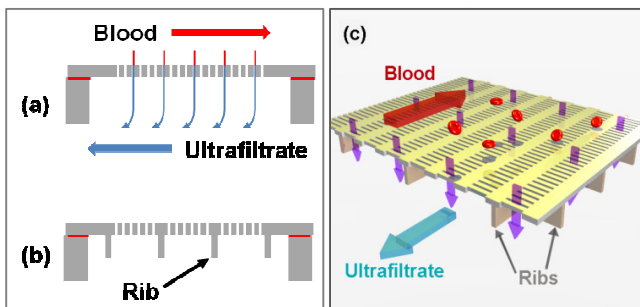 Blood
(a)
Ultrafiltrate
(b)
Rib
(c)
Blood
Ultrafiltrate
Ribs